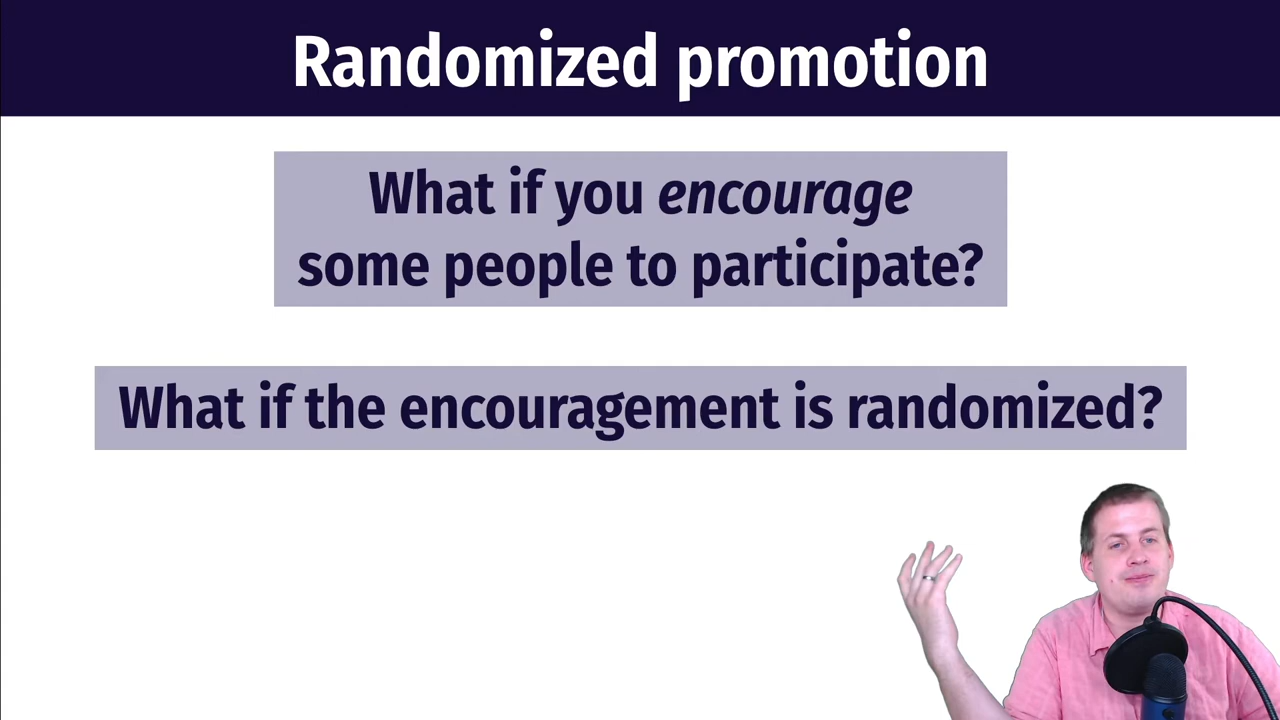 Randomized promotion
What if you encourage
some people to participate?
What if the encouragement is randomized?